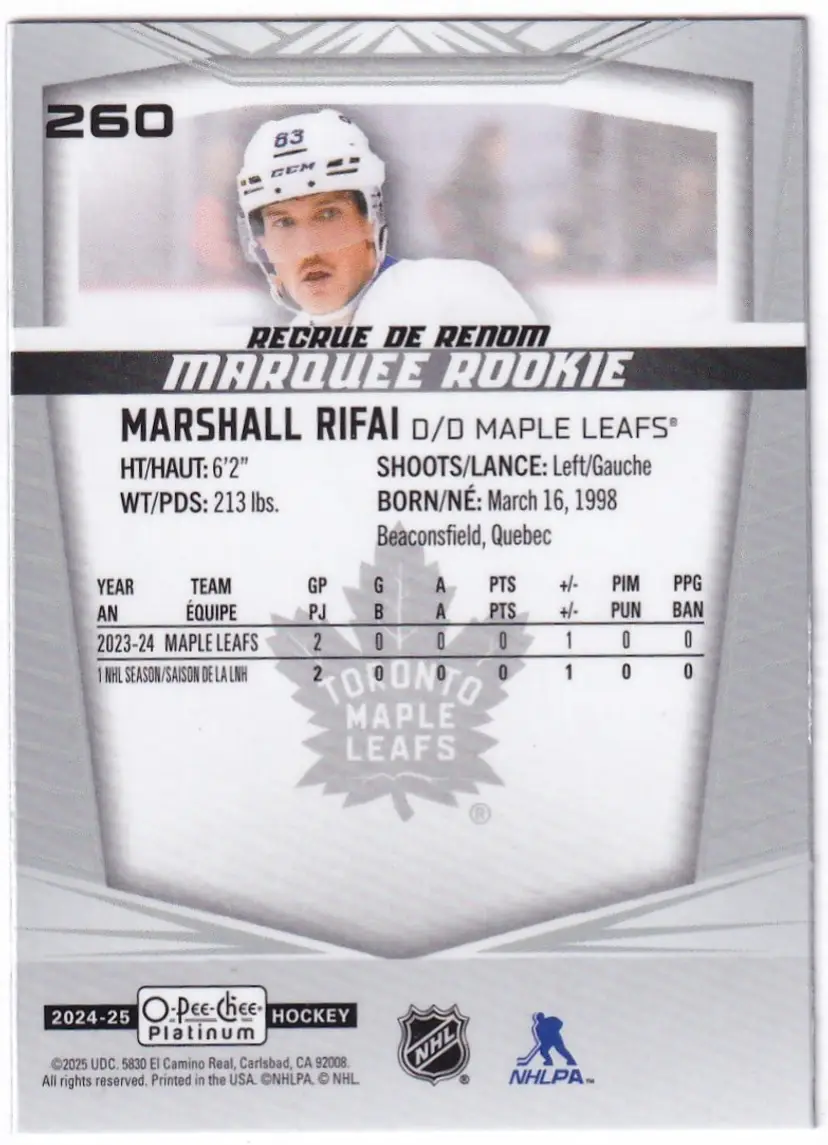 260
83
CCM
RECRUE DE RENOM
MARQUEE ROOKIE
MARSHALL RIFAI D/D MAPLE LEAFS®
HT/HAUT: 6'2" SHOOTS/LANCE: Left/Gauche
WT/PDS: 213 lbs. BORN/NÉ: March 16, 1998
Beaconsfield, Quebec
YEAR TEAM GP G A PTS +/- PIM PPG
AN ÉQUIPE PJ B A PTS +/- PUN BAN
2023-24 MAPLE LEAFS 2 0 0 0 1 0 0
1 NHL SEASON/SAISON DE LA LNH 2 0 0 0 1 0 0
TORONTO
MAPLE
LEAFS
®
2024-25 O-Pee-Chee® Platinum HOCKEY
©2025 UDC. 5830 El Camino Real, Carlsbad, CA 92008.
All rights reserved. Printed in the USA. ©NHLPA. © NHL.
NHL®
NHLPA™